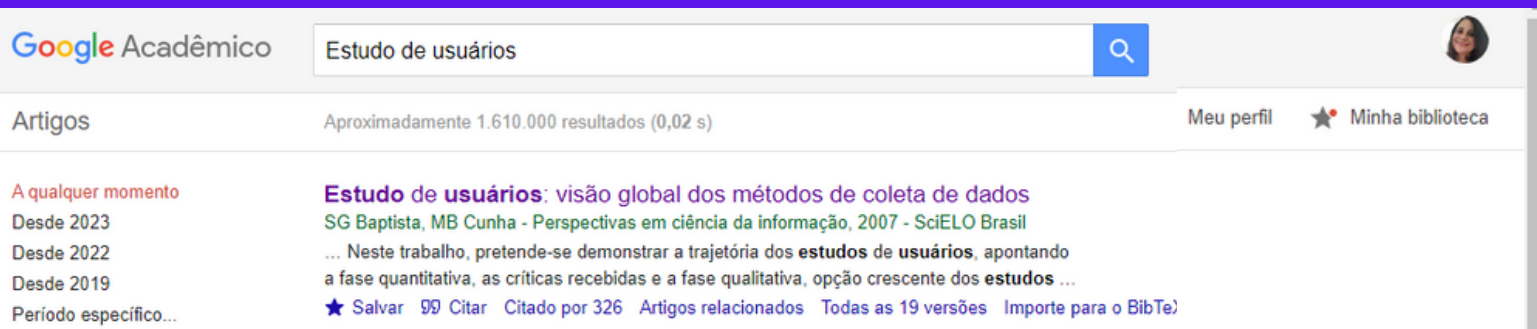 Google Acadêmico
Estudo de usuários
Artigos
Aproximadamente 1.610.000 resultados (0,02 s)
Meu perfil
Minha biblioteca
A qualquer momento
Desde 2023
Desde 2022
Desde 2019
Período específico...
Estudo de usuários: visão global dos métodos de coleta de dados
SG Baptista, MB Cunha - Perspectivas em ciência da informação, 2007 - SciELO Brasil
... Neste trabalho, pretende-se demonstrar a trajetória dos estudos de usuários, apontando
a fase quantitativa, as críticas recebidas e a fase qualitativa, opção crescente dos estudos ...
Salvar Citar Citado por 326 Artigos relacionados Todas as 19 versões Importe para o BibTeX